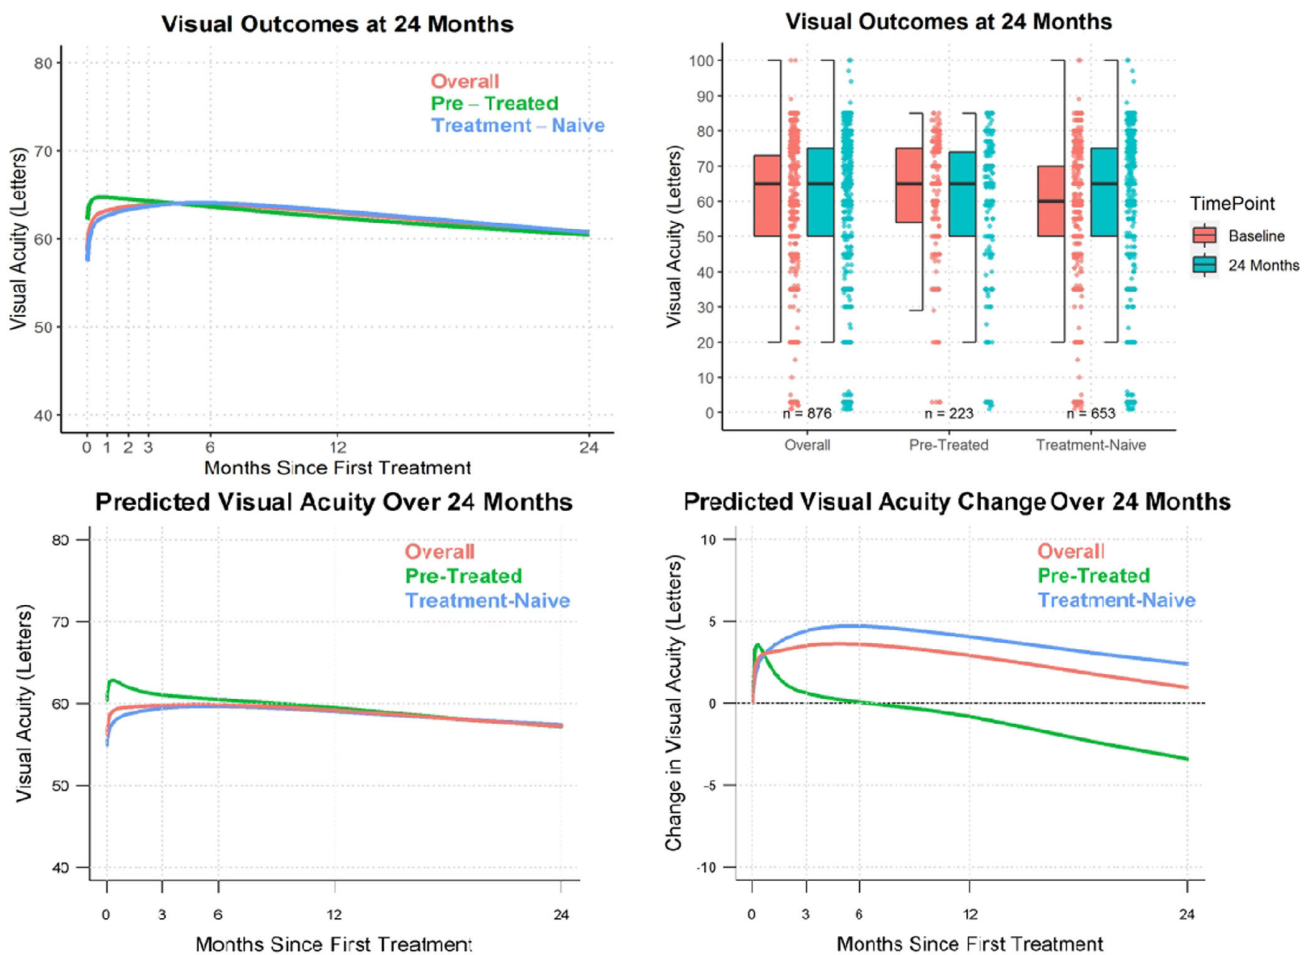 Visual Outcomes at 24 Months
Visual Acuity (Letters)
80
70
60
50
40
Overall
Pre – Treated
Treatment – Naive
0 1 2 3 6 12 24
Months Since First Treatment
Visual Outcomes at 24 Months
Visual Acuity (Letters)
100
90
80
70
60
50
40
30
20
10
0
n = 876 n = 223 n = 653
Overall Pre-Treated Treatment-Naive
TimePoint
Baseline
24 Months
Predicted Visual Acuity Over 24 Months
Visual Acuity (Letters)
80
70
60
50
40
Overall
Pre-Treated
Treatment-Naive
0 3 6 12 24
Months Since First Treatment
Predicted Visual Acuity Change Over 24 Months
Change in Visual Acuity (Letters)
10
5
0
-5
-10
Overall
Pre-Treated
Treatment-Naive
0 3 6 12 24
Months Since First Treatment